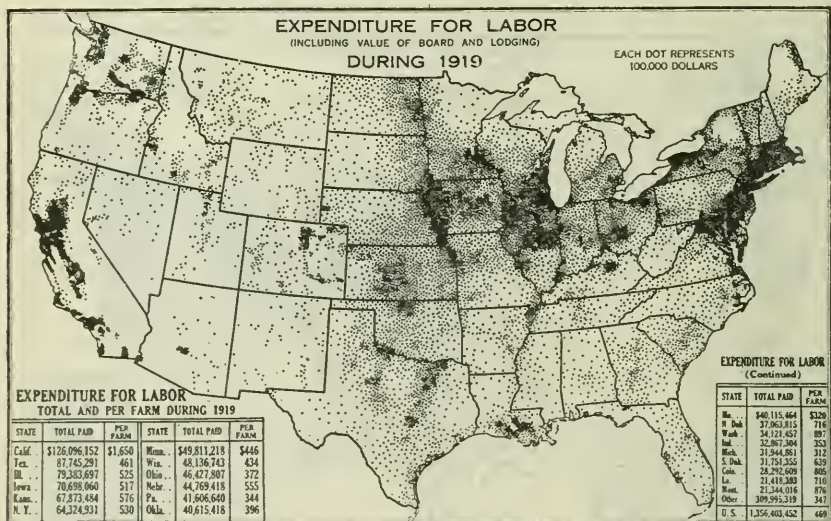 EXPENDITURE FOR LABOR
(INCLUDING VALUE OF BOARD AND LODGING)
DURING 1919
EACH DOT REPRESENTS
100,000 DOLLARS
EXPENDITURE FOR LABOR
TOTAL AND PER FARM DURING 1919
STATE TOTAL PAID PER FARM STATE TOTAL PAID PER FARM
Calif. $126,096,152 $1,650 Minn. $49,811,218 $446
Tex. . 87,745,291 461 Wis. . 48,136,743 434
Ill. . . 79,383,697 525 Ohio . . 46,427,807 372
Iowa . 70,698,060 517 Nebr. . 44,769,418 555
Kans. . 67,873,484 576 Pa. . . 41,606,640 344
N. Y. . 64,324,931 530 Okla. . 40,615,418 396
EXPENDITURE FOR LABOR
(Continued)
STATE TOTAL PAID PER FARM
Mo. . . $40,115,464 $320
N. Dak. 37,063,815 716
Wash. . 34,121,457 897
Ind. . . 32,867,304 353
Mich. . 31,944,861 312
S. Dak. 31,751,355 639
Colo. . 28,292,609 805
La. . . 21,418,383 710
Mont. . 21,344,016 876
Other . 309,995,319 347
U. S. . 1,356,403,452 469